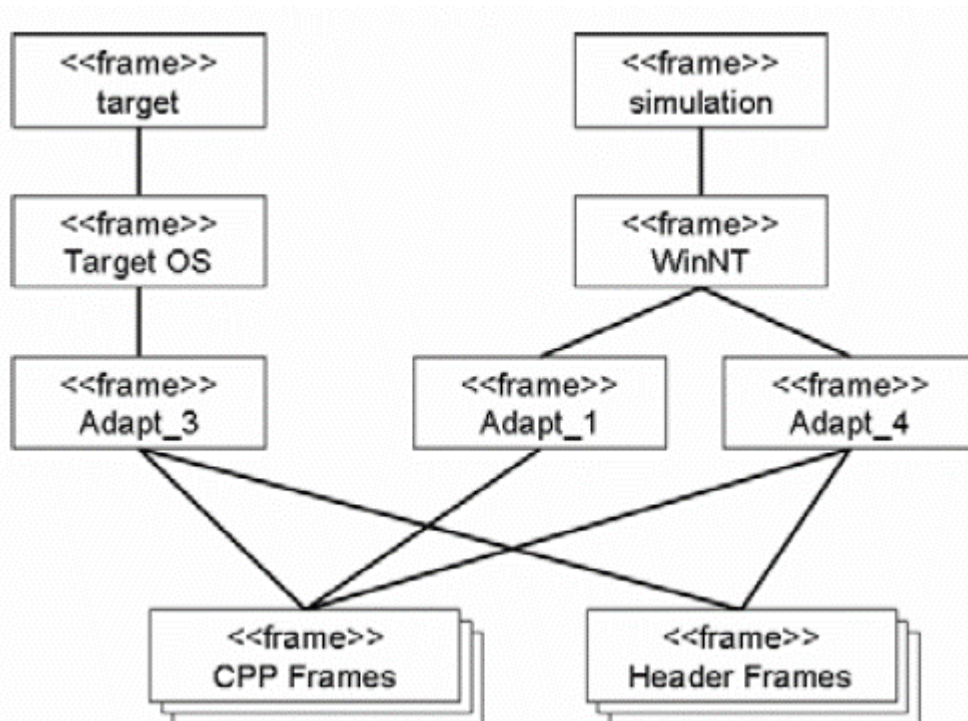 <<frame>>
target
<<frame>>
simulation
<<frame>>
Target OS
<<frame>>
WinNT
<<frame>>
Adapt_3
<<frame>>
Adapt_1
<<frame>>
Adapt_4
<<frame>>
CPP Frames
<<frame>>
Header Frames